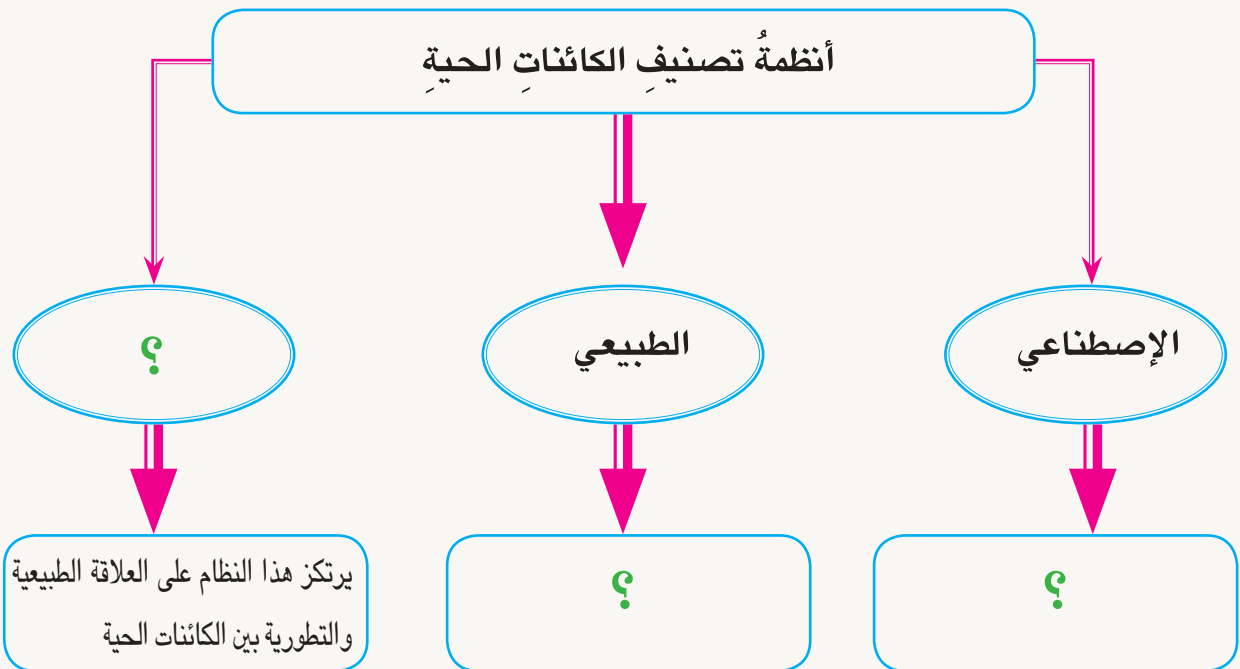 أنظمةُ تصنيفِ الكائناتِ الحيةِ
الإصطناعي
الطبيعي
؟
؟
؟
يرتكز هذا النظام على العلاقة الطبيعية
والتطورية بين الكائنات الحية